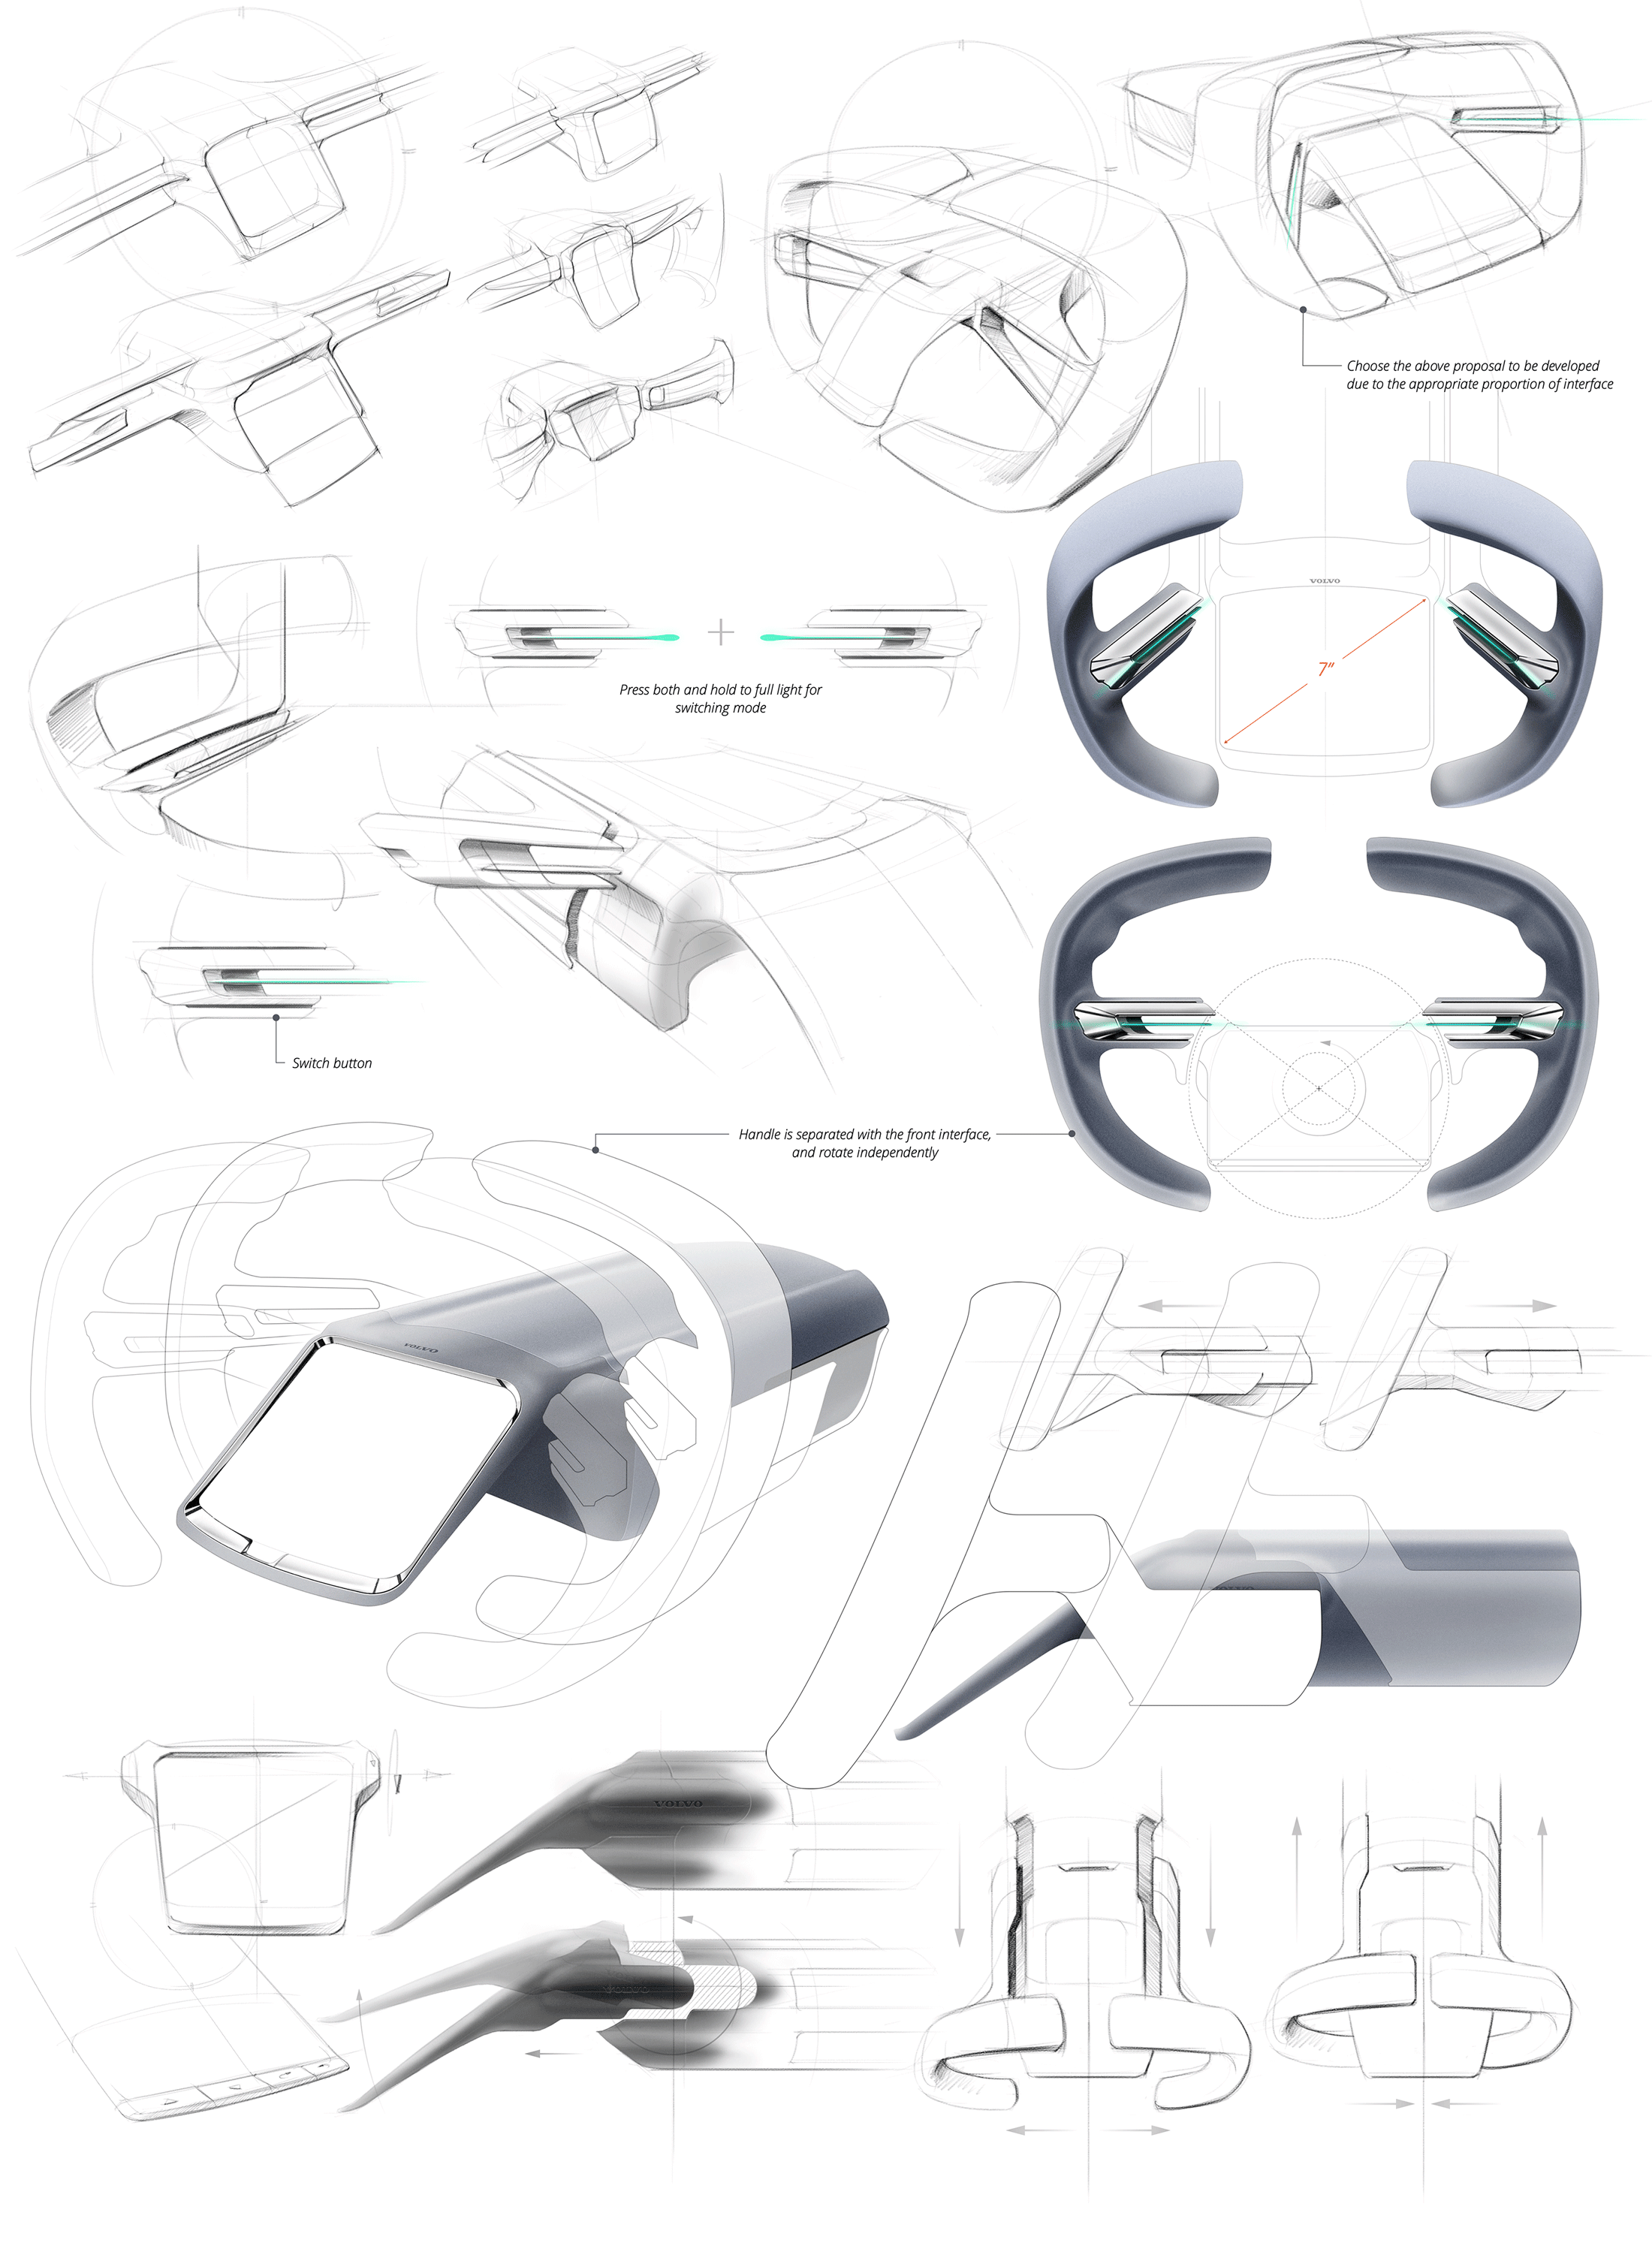 Choose the above proposal to be developed
due to the appropriate proportion of interface
VOLVO
7"
Press both and hold to full light for
switching mode
Switch button
Handle is separated with the front interface,
and rotate independently
VOLVO
VOLVO
VOLVO
VOLVO